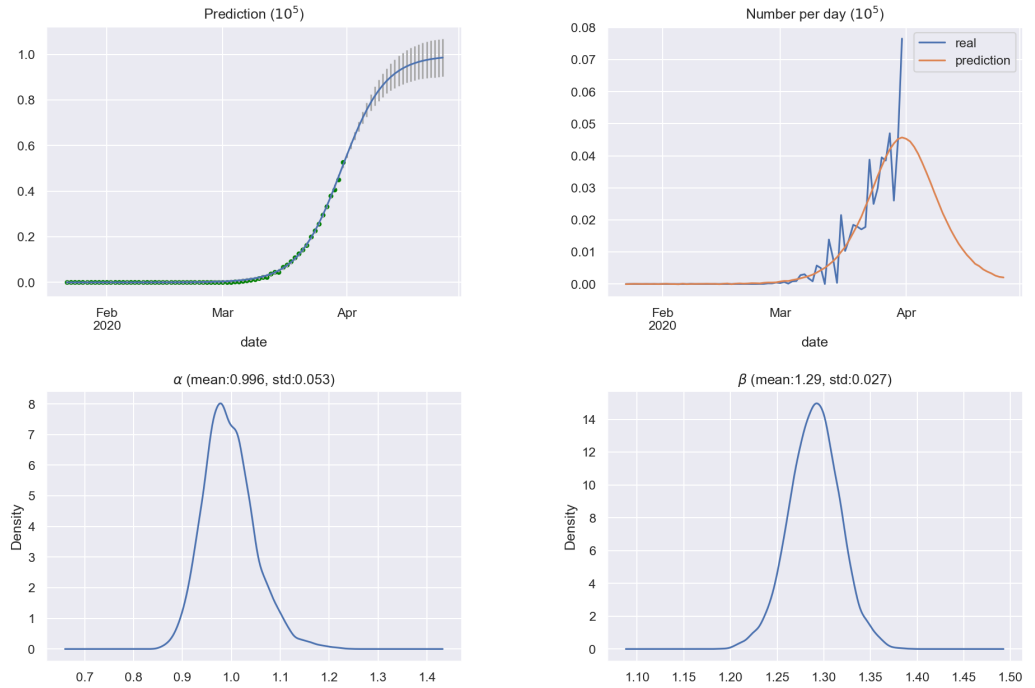 Prediction (10⁵)
1.0
0.8
0.6
0.4
0.2
0.0
Feb
2020
Mar
Apr
date
Number per day (10⁵)
real
prediction
0.08
0.07
0.06
0.05
0.04
0.03
0.02
0.01
0.00
Feb
2020
Mar
Apr
date
α (mean:0.996, std:0.053)
Density
8
7
6
5
4
3
2
1
0
0.7 0.8 0.9 1.0 1.1 1.2 1.3 1.4
β (mean:1.29, std:0.027)
Density
14
12
10
8
6
4
2
0
1.10 1.15 1.20 1.25 1.30 1.35 1.40 1.45 1.50